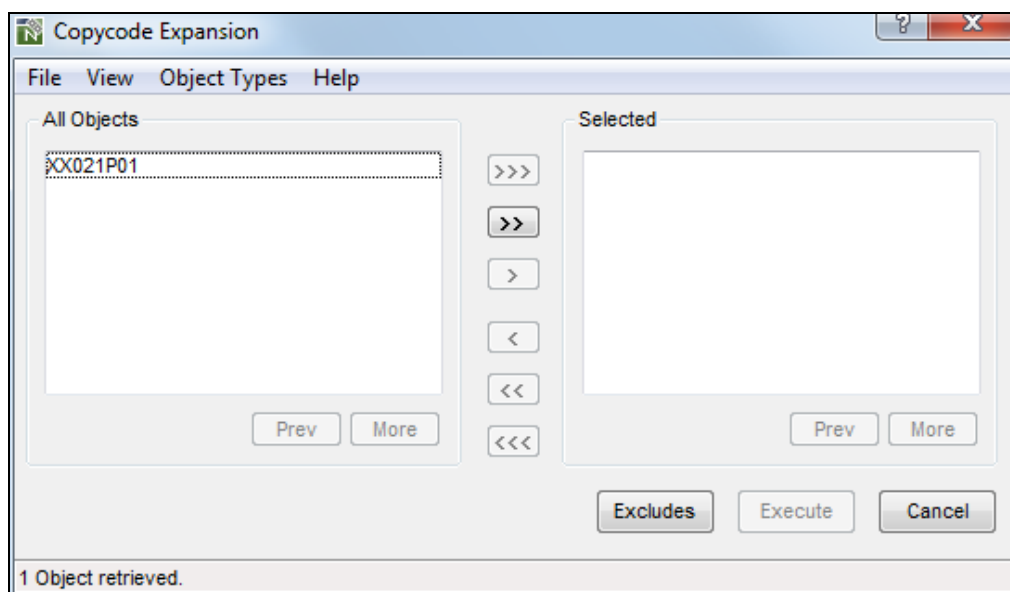 Copycode Expansion
?
X
File View Object Types Help
All Objects
XX021P01
Prev More
>>>
>>
>
<
<<
<<<
Selected
Prev More
Excludes Execute Cancel
1 Object retrieved.